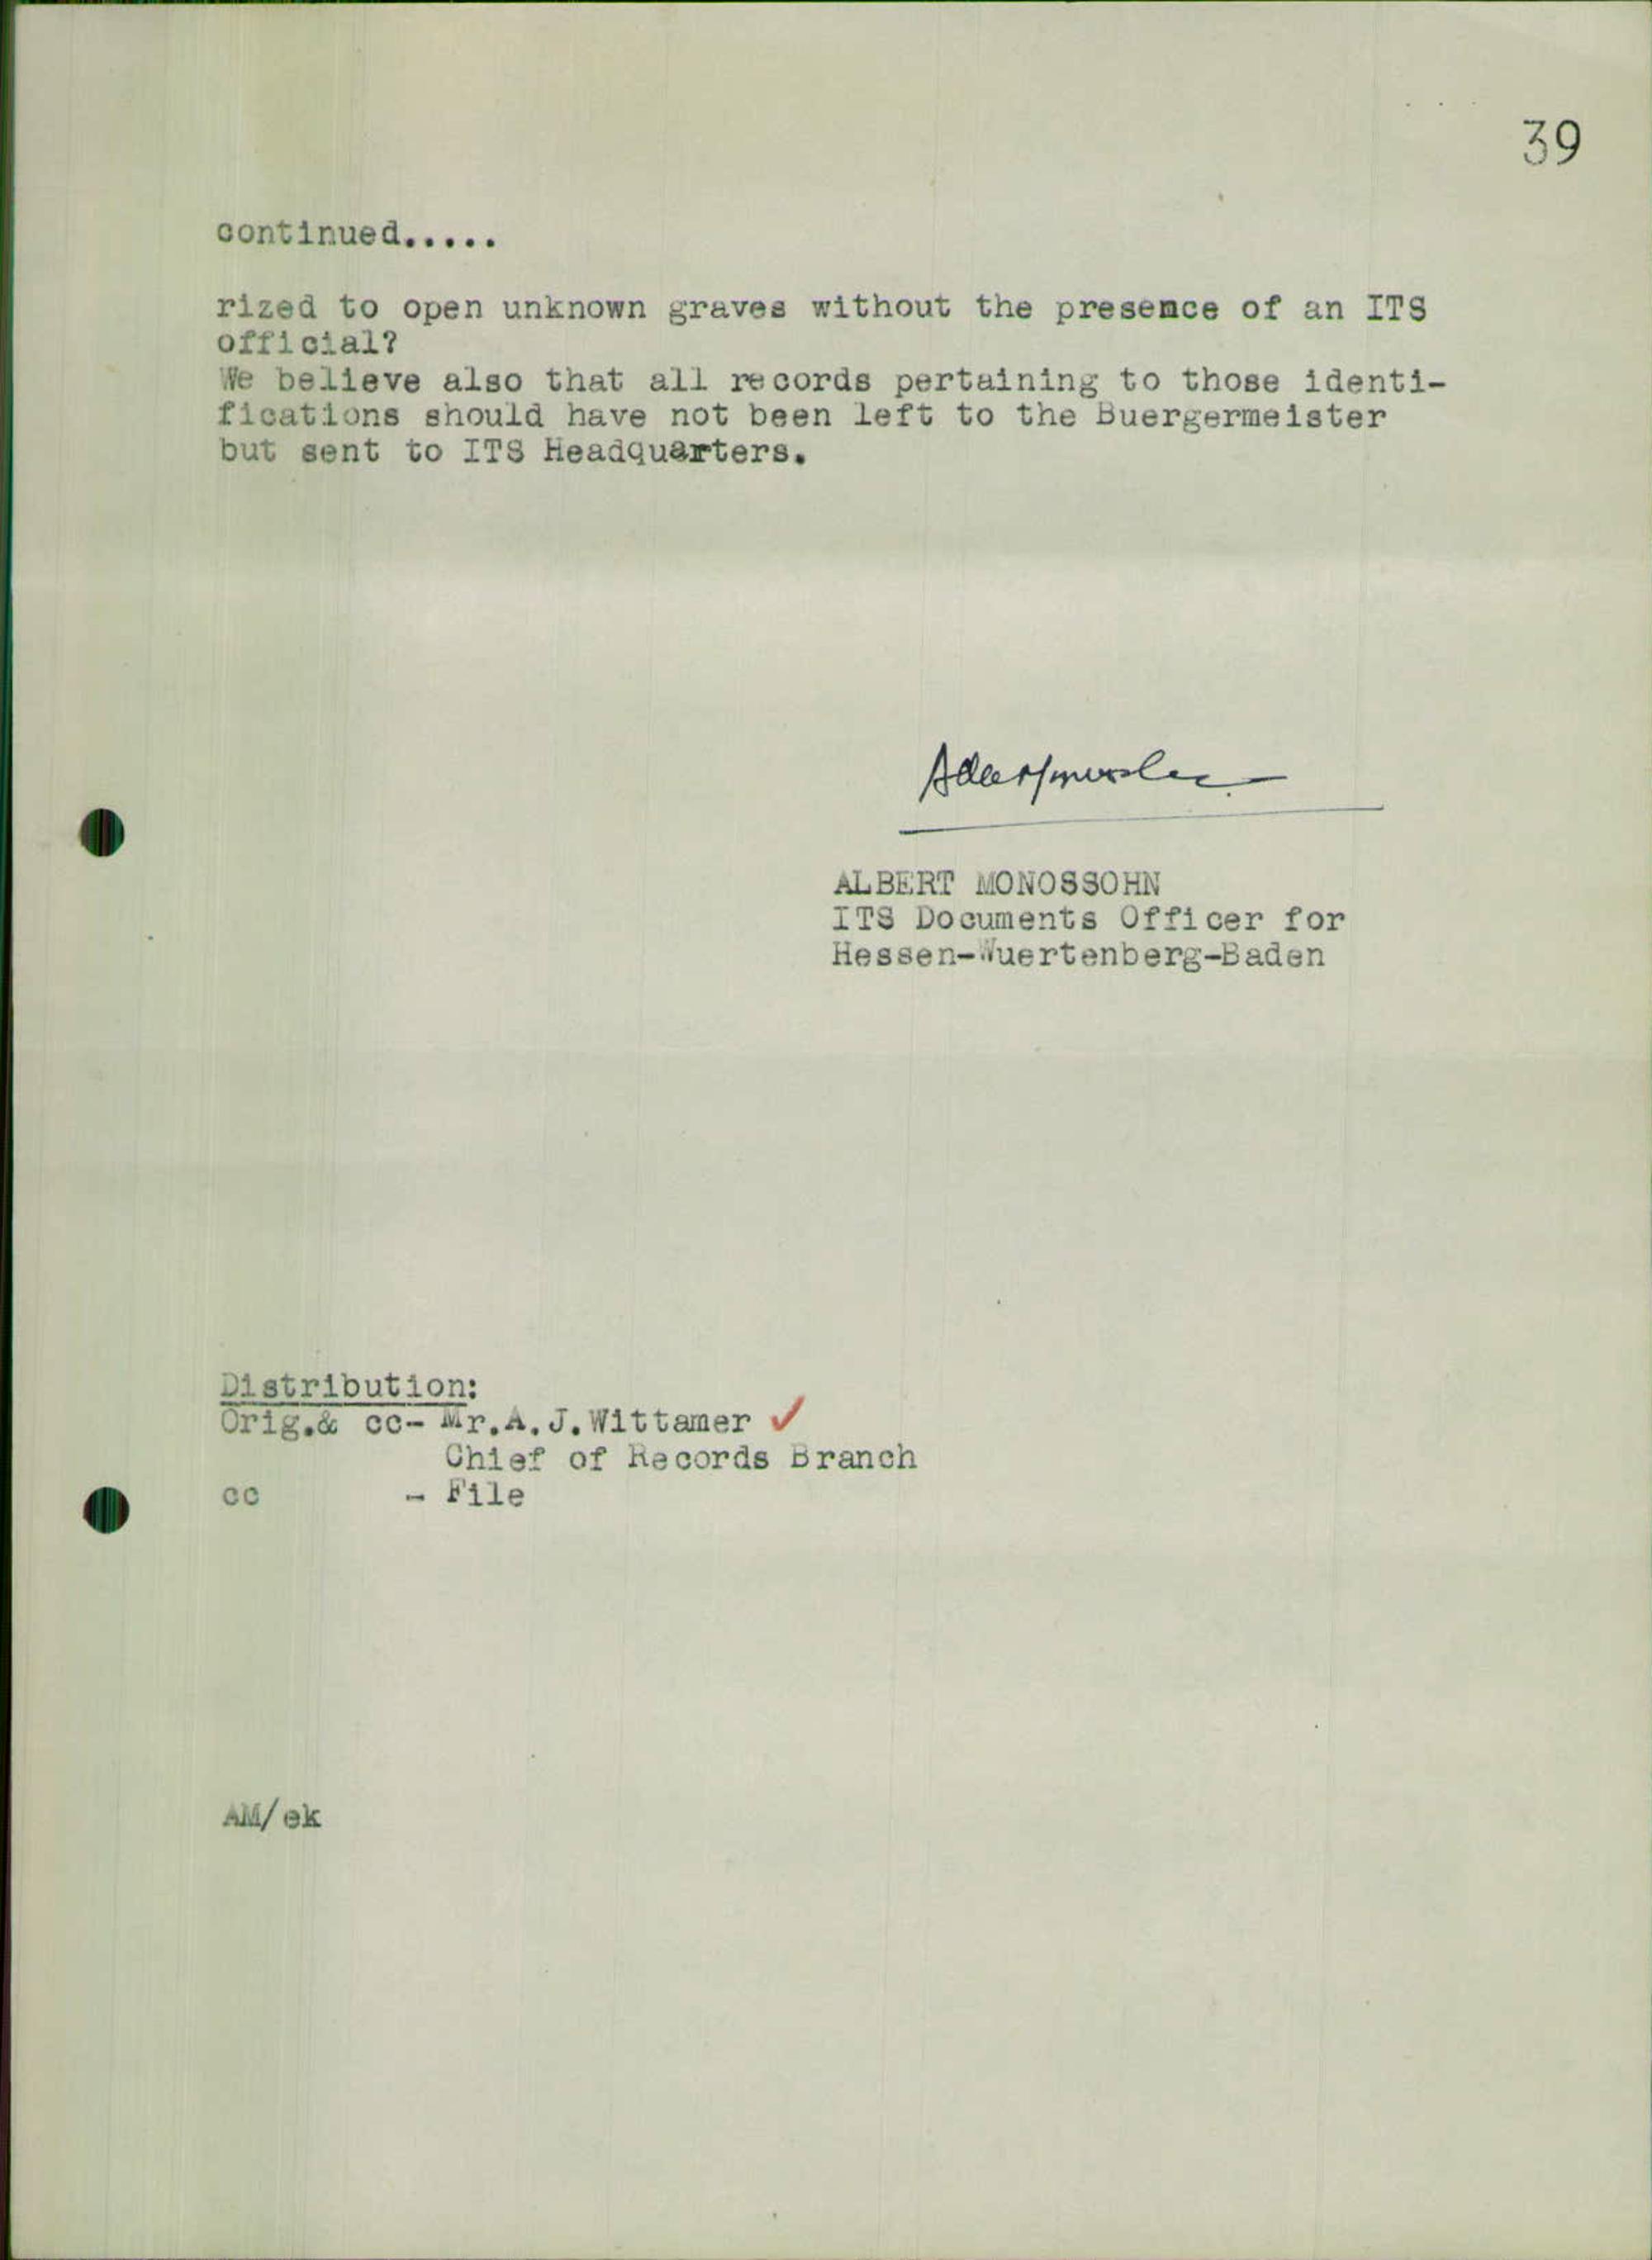 39
continued.....
rized to open unknown graves without the presence of an ITS
official?
We believe also that all records pertaining to those identi-
fications should have not been left to the Buergermeister
but sent to ITS Headquarters.
ALBERT MONOSSOHN
ITS Documents Officer for
Hessen-Wuertenberg-Baden
Distribution:
Orig.& cc- Mr.A.J.Wittamer ✓
Chief of Records Branch
cc - File
AM/ek